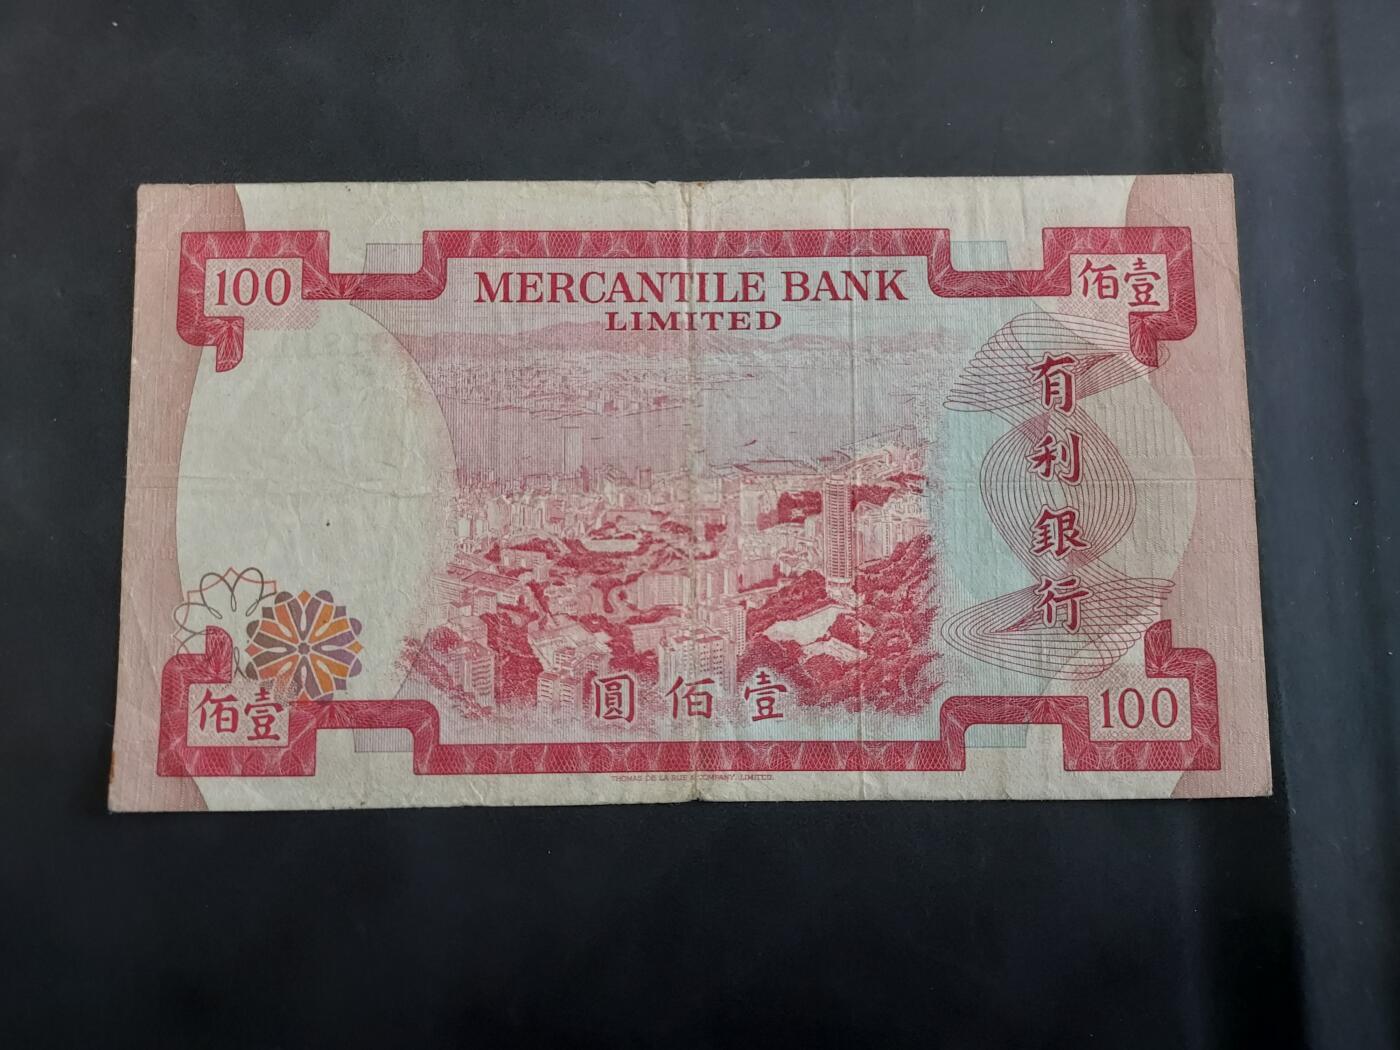 100
MERCANTILE BANK
LIMITED
佰壹
有利銀行
圓佰壹
佰壹
100
THOMAS DE LA RUE & COMPANY, LIMITED.